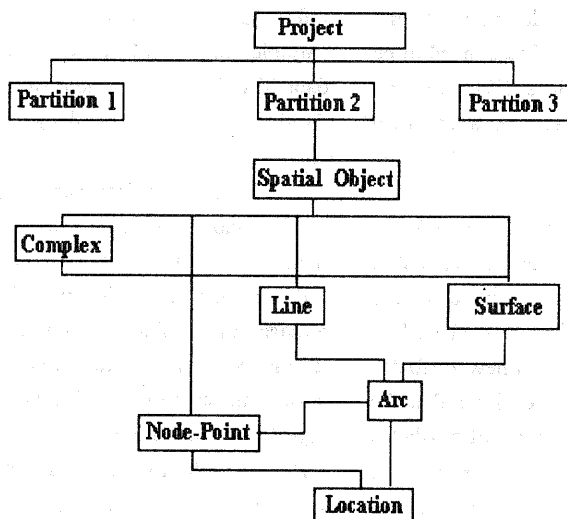 Project
Partition 1
Partition 2
Parttion 3
Spatial Object
Complex
Line
Surface
Arc
Node-Point
Location